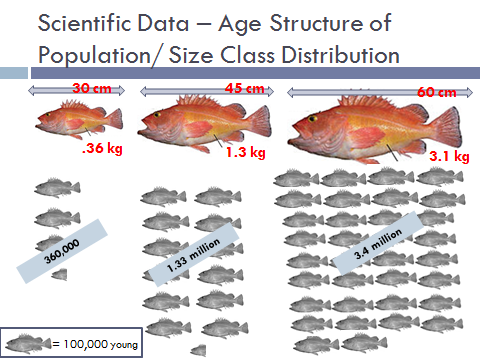 Scientific Data – Age Structure of
Population/ Size Class Distribution
30 cm
45 cm
60 cm
.36 kg
1.3 kg
3.1 kg
360,000
1.33 million
3.4 million
= 100,000 young